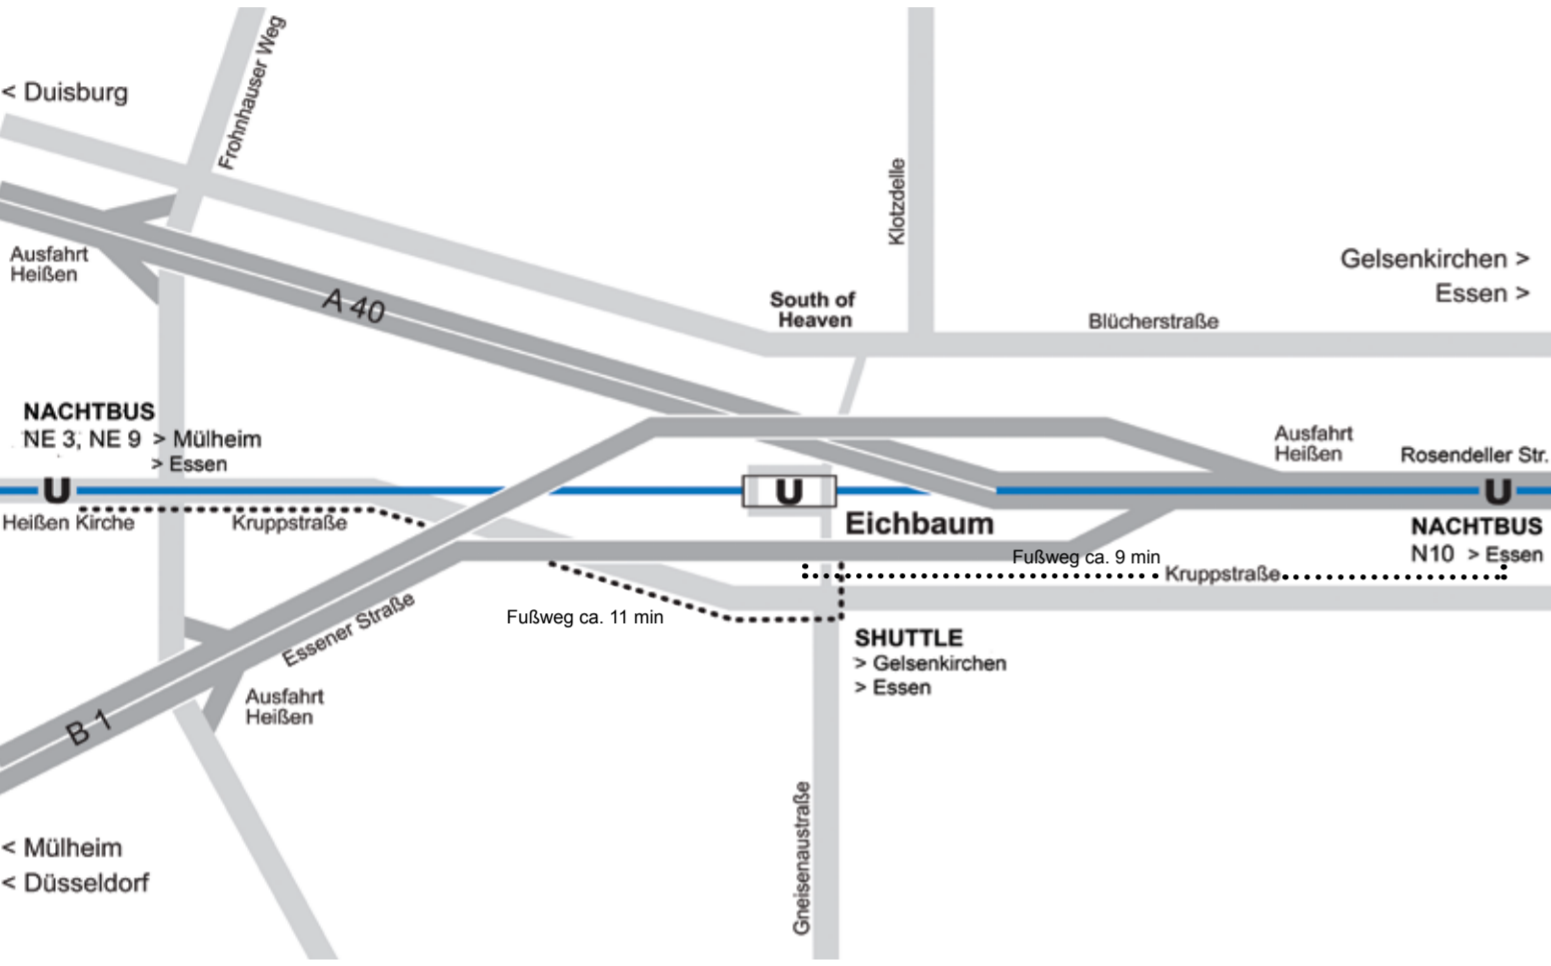 Frohnhauser Weg
< Duisburg
Klotzdelle
Ausfahrt
Heißen
A 40
Gelsenkirchen >
Essen >
South of
Heaven
Blücherstraße
NACHTBUS
NE 3, NE 9 > Mülheim
> Essen
Ausfahrt
Heißen
Rosendeller Str.
U
U
U
Heißen Kirche
Kruppstraße
Eichbaum
NACHTBUS
N10 > Essen
Fußweg ca. 9 min
Kruppstraße
Fußweg ca. 11 min
Essener Straße
SHUTTLE
> Gelsenkirchen
> Essen
Ausfahrt
Heißen
B 1
Gneisenaustraße
< Mülheim
< Düsseldorf